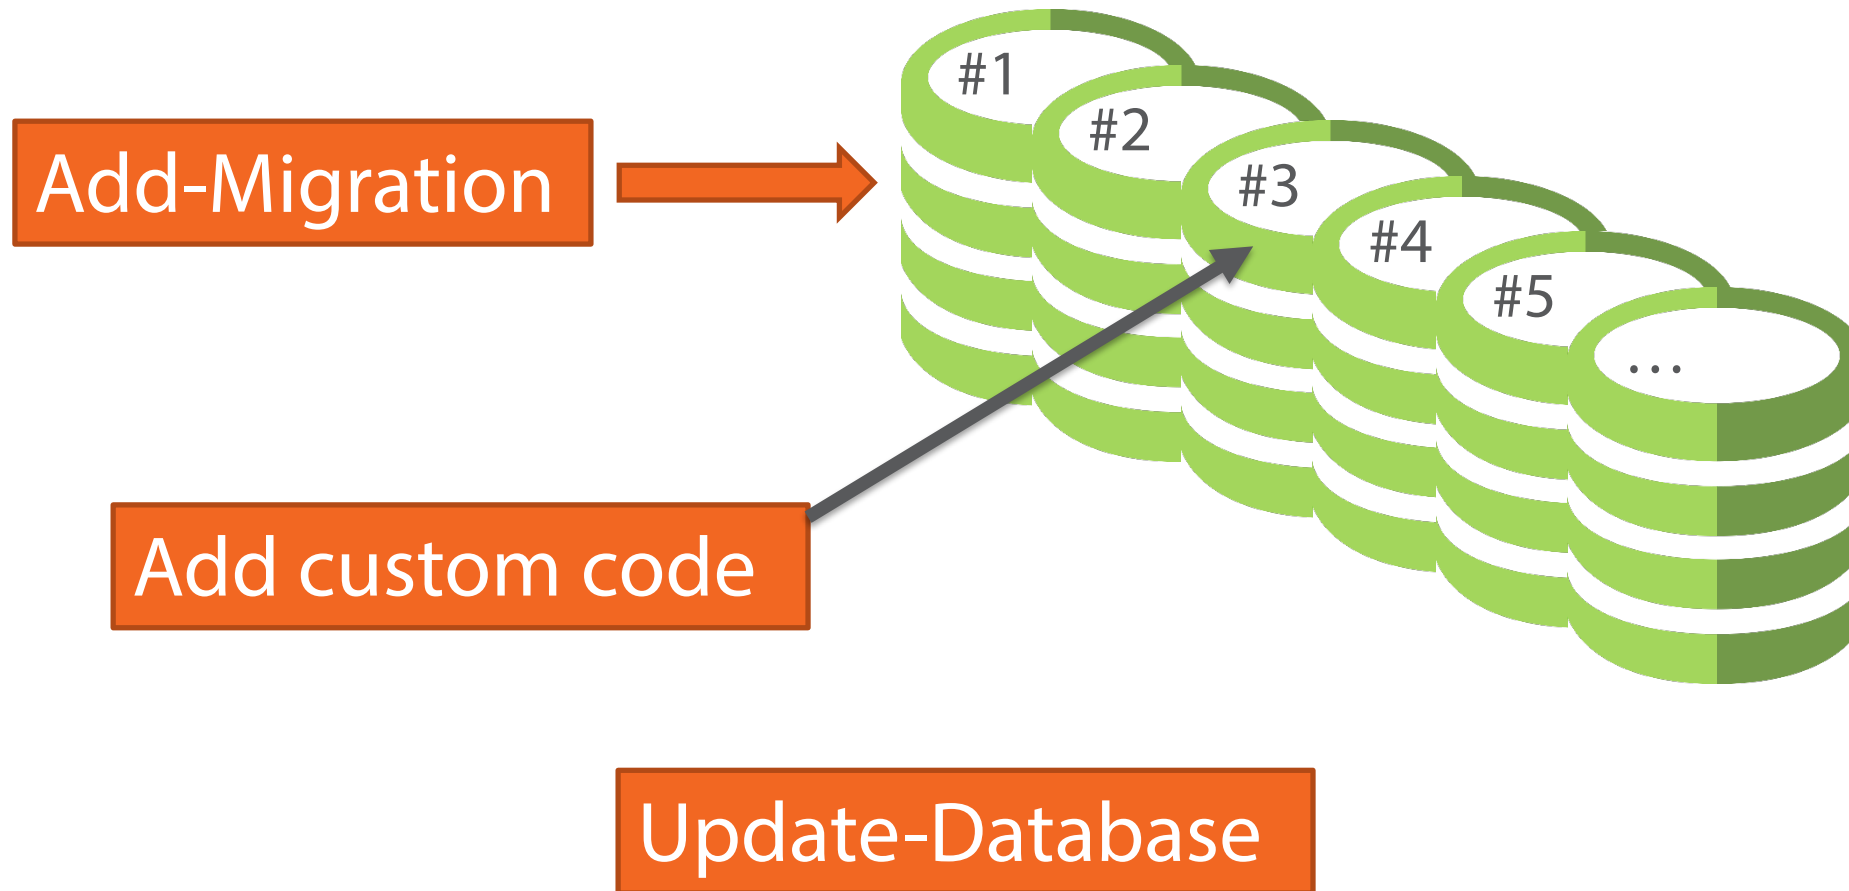 #1
#2
Add-Migration
#3
#4
#5
...
Add custom code
Update-Database